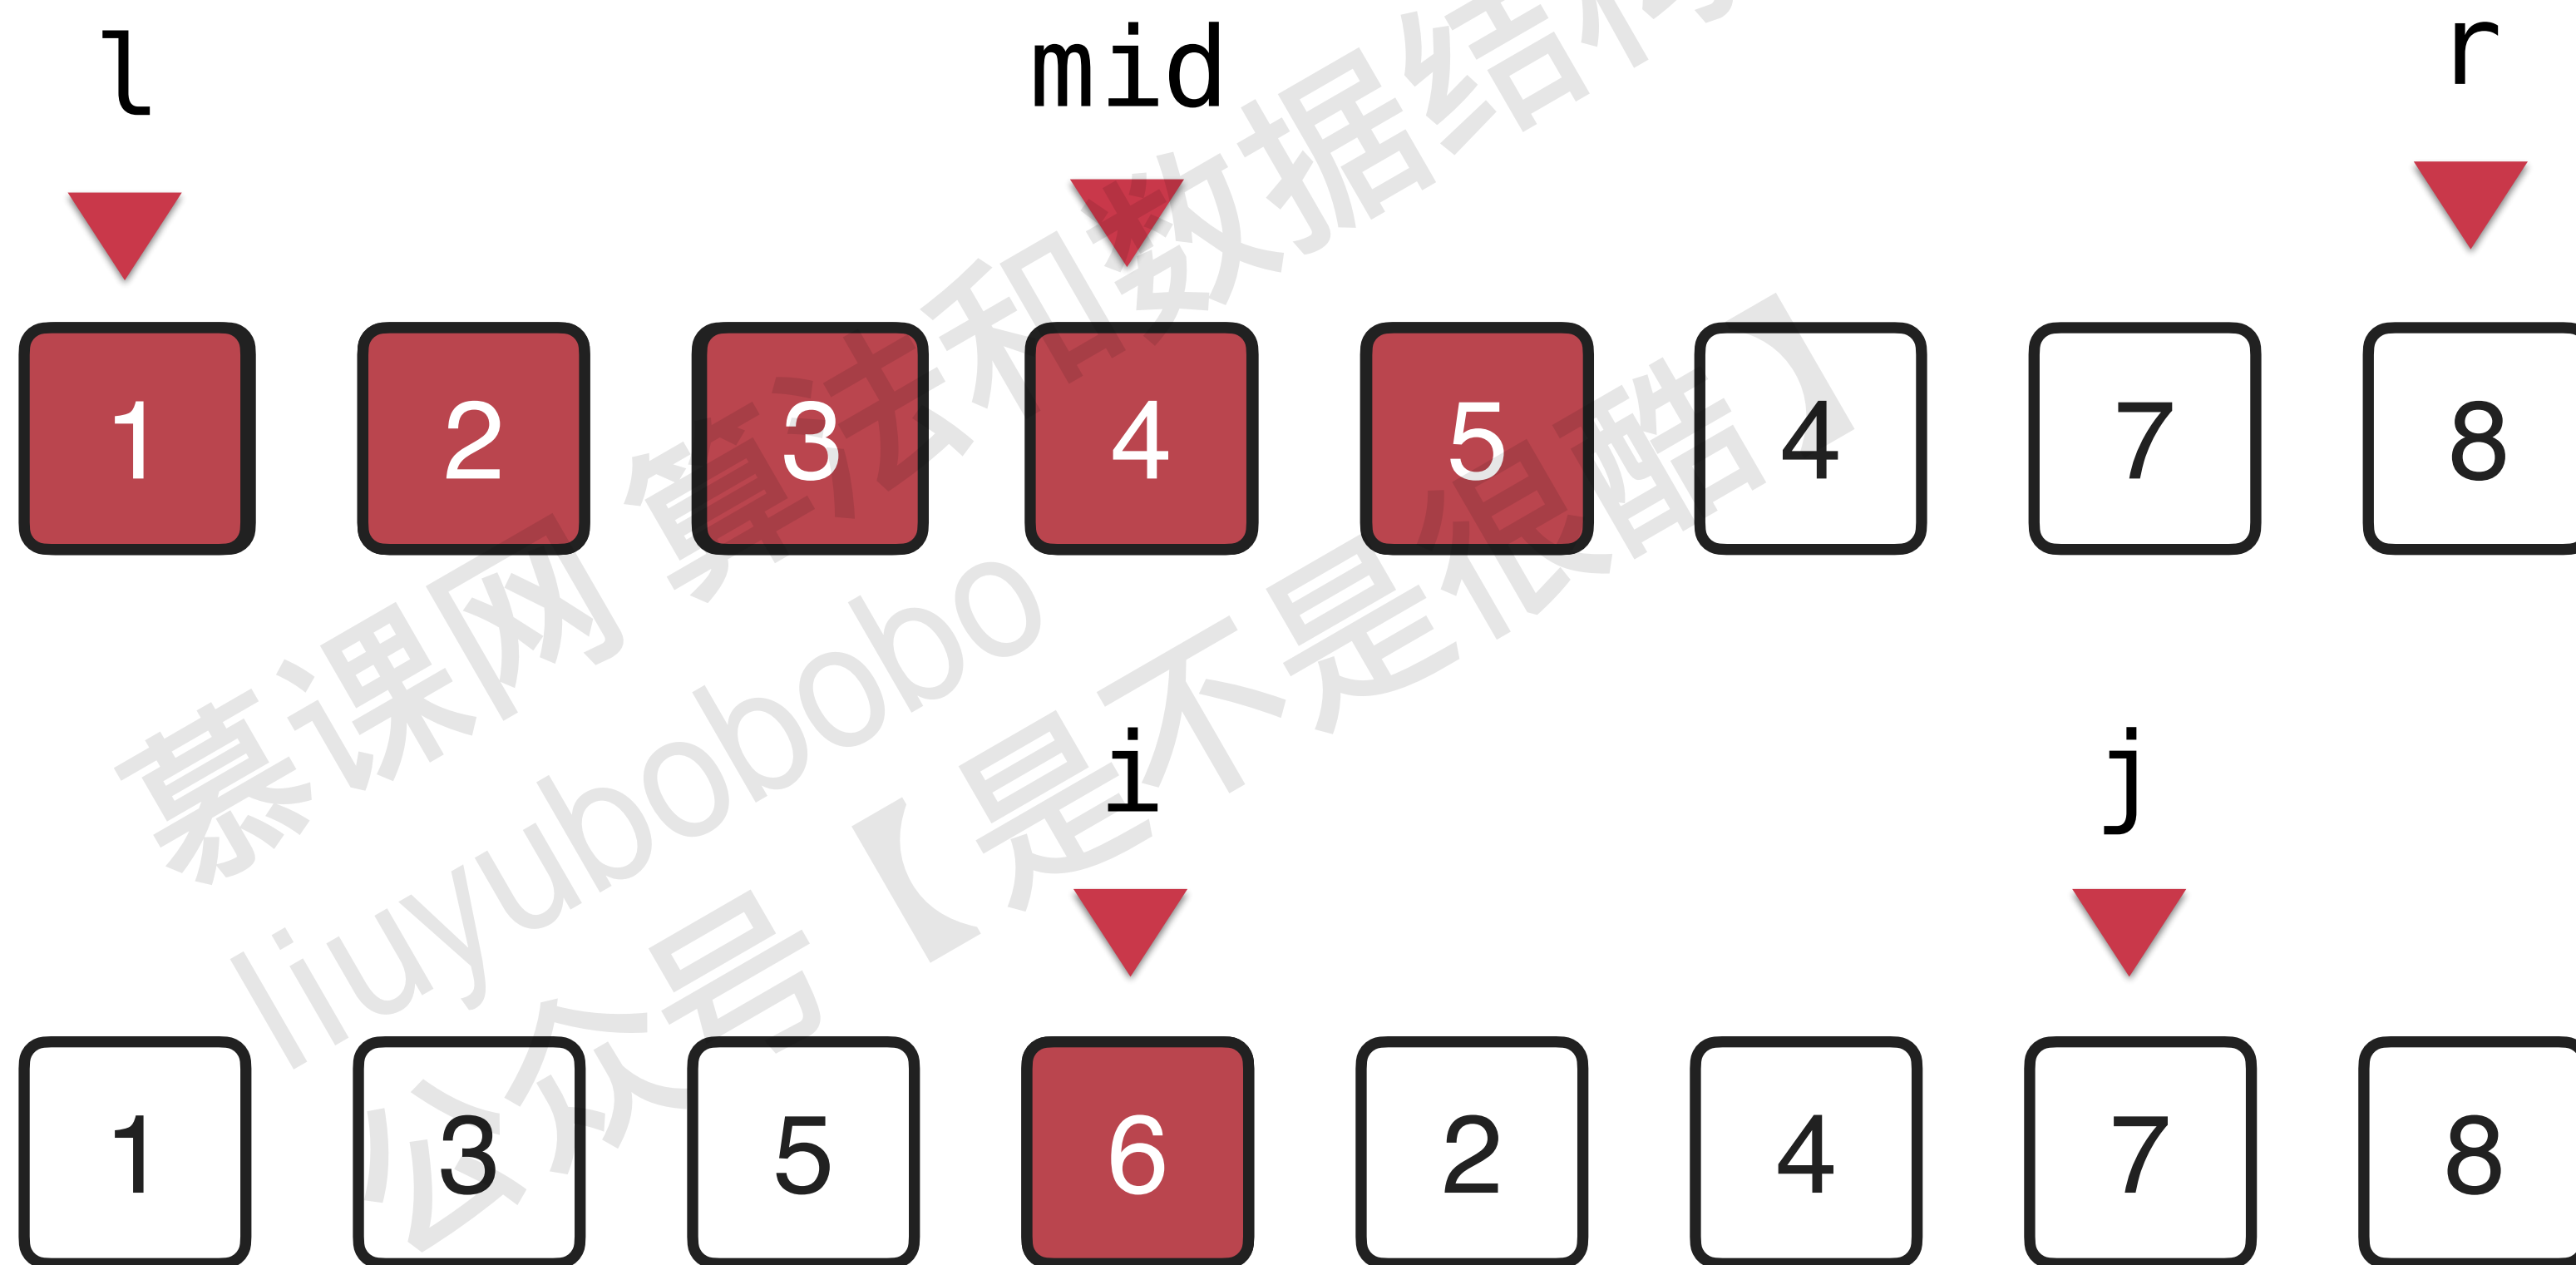 l mid r
1 2 3 4 5 4 7 8
i j
1 3 5 6 2 4 7 8
慕课网 算法和数据结构
liuyubobobo
公众号【是不是很酷】